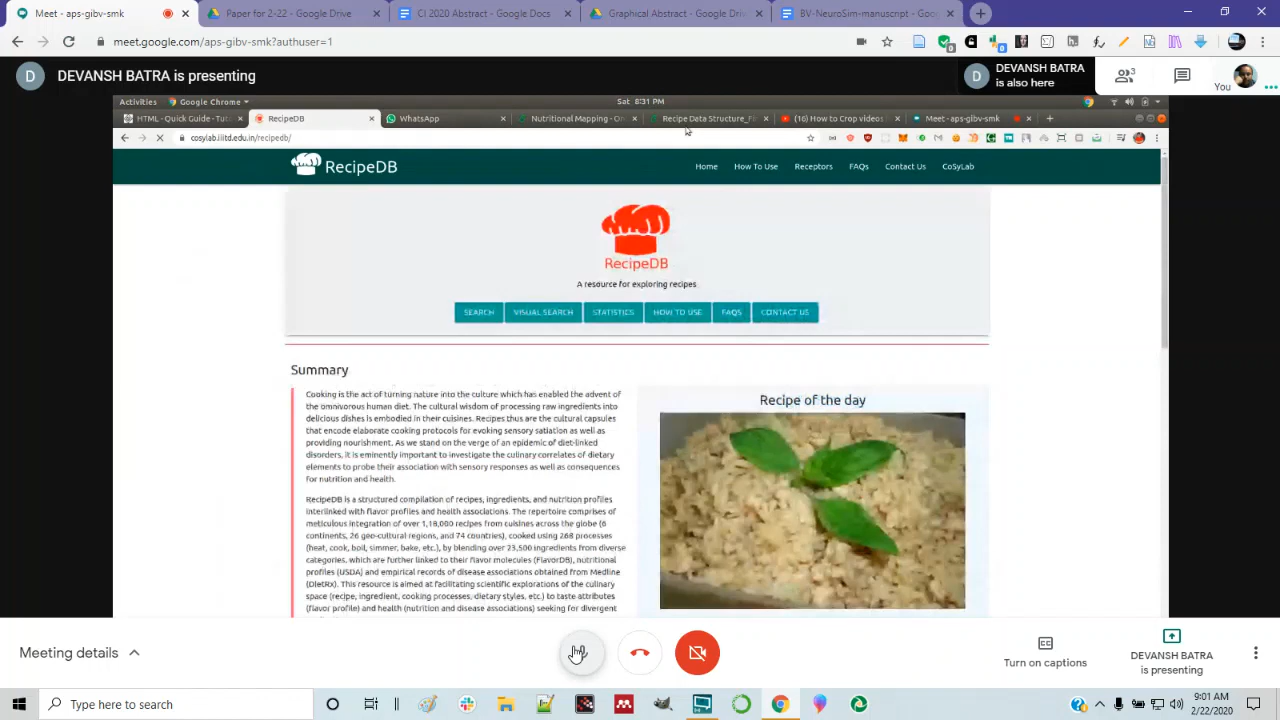 Meet - aps-gibv-smk
Paper for 2-22 - Google Drive
CI 2020 Abstract - Google Docs
Graphical Abstract - Google Driv
BV-NeuroSim-manuscript - Goog
meet.google.com/aps-gibv-smk?authuser=1
D DEVANSH BATRA is presenting
D DEVANSH BATRA is also here
3
You
Activities Google Chrome Sat 8:31 PM
HTML - Quick Guide - Tut
RecipeDB
WhatsApp
Nutritional Mapping - On
Recipe Data Structure_Fi
(16) How to Crop videos
Meet - aps-gibv-smk
cosylab.iiitd.edu.in/recipedb/
RecipeDB
Home How To Use Receptors FAQs Contact Us CoSyLab
RecipeDB
A resource for exploring recipes.
SEARCH VISUAL SEARCH STATISTICS HOW TO USE FAQS CONTACT US
Summary
Cooking is the act of turning nature into the culture which has enabled the advent of
the omnivorous human diet. The cultural wisdom of processing raw ingredients into
delicious dishes is embodied in their cuisines. Recipes thus are the cultural capsules
that encode elaborate cooking protocols for evoking sensory satiation as well as
providing nourishment. As we stand on the verge of an epidemic of diet-linked
disorders, it is eminently important to investigate the culinary correlates of dietary
elements to probe their association with sensory responses as well as consequences
for nutrition and health.
RecipeDB is a structured compilation of recipes, ingredients, and nutrition profiles
interlinked with flavor profiles and health associations. The repertoire comprises of
meticulous integration of over 1,18,000 recipes from cuisines across the globe (6
continents, 26 geo-cultural regions, and 74 countries), cooked using 268 processes
(heat, cook, boil, simmer, bake, etc.), by blending over 23,500 ingredients from diverse
categories, which are further linked to their flavor molecules (FlavorDB), nutritional
profiles (USDA) and empirical records of disease associations obtained from Medline
(DietRx). This resource is aimed at facilitating scientific explorations of the culinary
space (recipe, ingredient, cooking processes, dietary styles, etc.) to taste attributes
(flavor profile) and health (nutrition and disease associations) seeking for divergent
Recipe of the day
Meeting details
Turn on captions
DEVANSH BATRA
is presenting
Type here to search
9:01 AM
2/22/2020